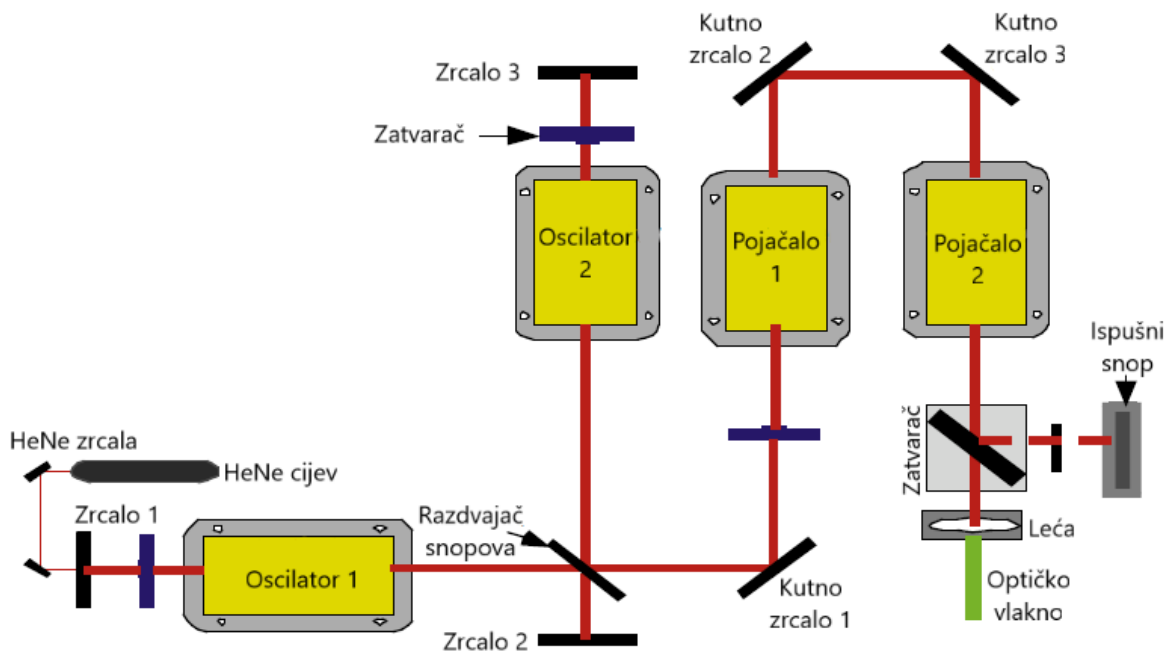 Kutno
zrcalo 2
Kutno
zrcalo 3
Zrcalo 3
Zatvarač
Oscilator
2
Pojačalo
1
Pojačalo
2
Ispušni
snop
HeNe zrcala
HeNe cijev
Zatvarač
Zrcalo 1
Razdvajač
snopova
Leća
Oscilator 1
Kutno
zrcalo 1
Optičko
vlakno
Zrcalo 2